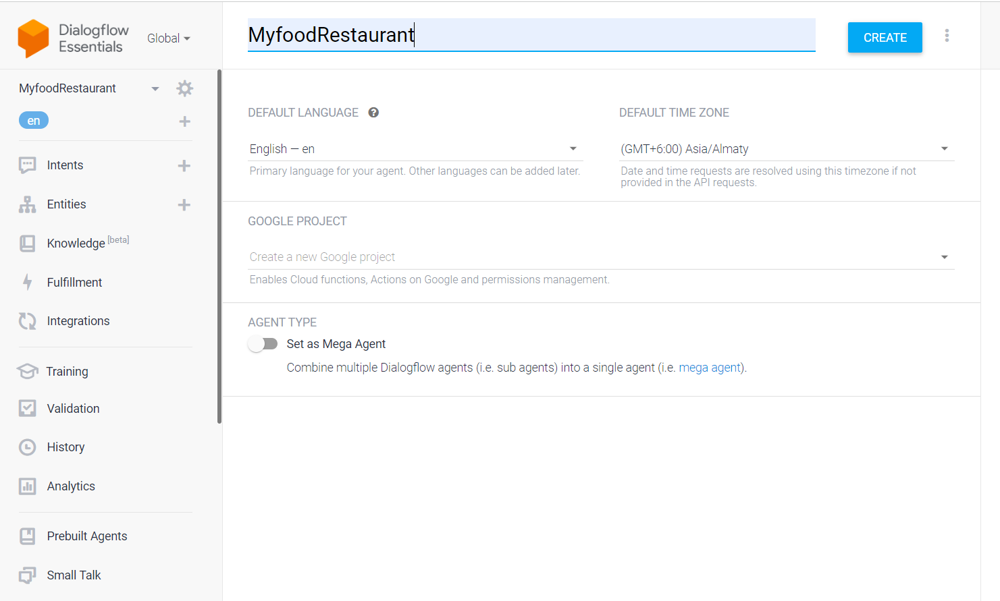 Dialogflow
Essentials
Global
MyfoodRestaurant
en
Intents
Entities
Knowledge [beta]
Fulfillment
Integrations
Training
Validation
History
Analytics
Prebuilt Agents
Small Talk
MyfoodRestaurant
CREATE
DEFAULT LANGUAGE ?
English — en
Primary language for your agent. Other languages can be added later.
DEFAULT TIME ZONE
(GMT+6:00) Asia/Almaty
Date and time requests are resolved using this timezone if not
provided in the API requests.
GOOGLE PROJECT
Create a new Google project
Enables Cloud functions, Actions on Google and permissions management.
AGENT TYPE
Set as Mega Agent
Combine multiple Dialogflow agents (i.e. sub agents) into a single agent (i.e. mega agent).